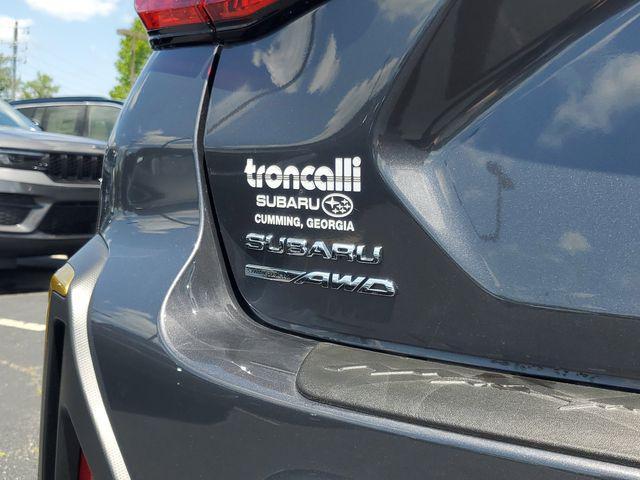 troncalli
SUBARU
CUMMING, GEORGIA
SUBARU
AWD